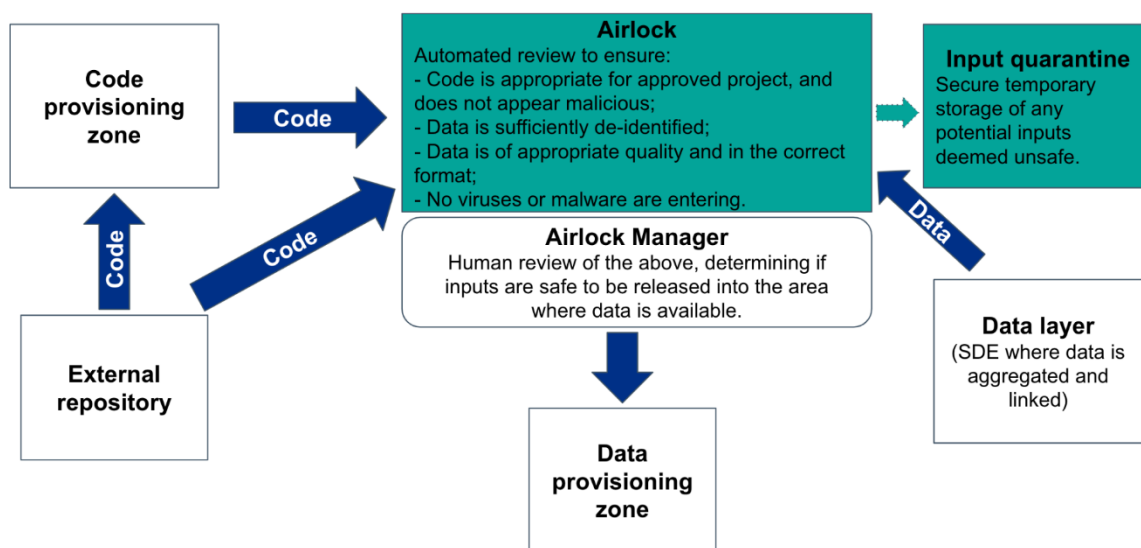 Airlock
Automated review to ensure:
- Code is appropriate for approved project, and
does not appear malicious;
- Data is sufficiently de-identified;
- Data is of appropriate quality and in the correct
format;
- No viruses or malware are entering.
Input quarantine
Secure temporary
storage of any
potential inputs
deemed unsafe.
Code
provisioning
zone
Code
Code
Code
Data
Airlock Manager
Human review of the above, determining if
inputs are safe to be released into the area
where data is available.
External
repository
Data layer
(SDE where data is
aggregated and
linked)
Data
provisioning
zone